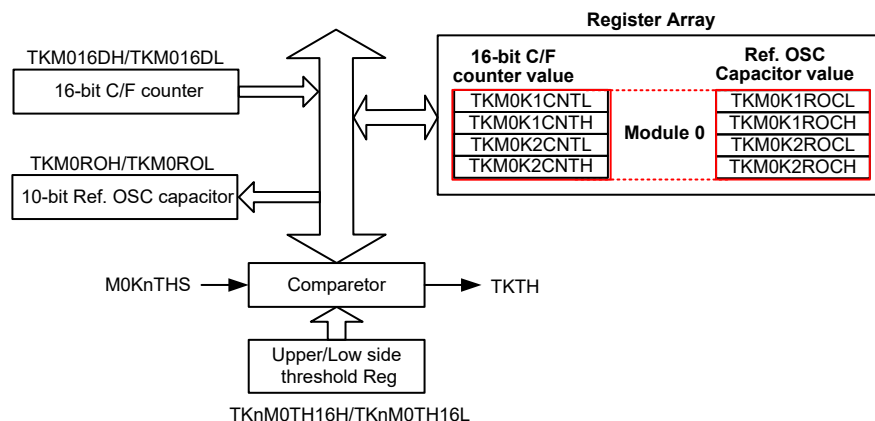 Register Array
TKM016DH/TKM016DL
16-bit C/F counter
16-bit C/F
counter value
Ref. OSC
Capacitor value
TKM0K1CNTL
TKM0K1CNTH
TKM0K2CNTL
TKM0K2CNTH
Module 0
TKM0K1ROCL
TKM0K1ROCH
TKM0K2ROCL
TKM0K2ROCH
TKM0ROH/TKM0ROL
10-bit Ref. OSC capacitor
M0KnTHS
Comparetor
TKTH
Upper/Low side
threshold Reg
TKnM0TH16H/TKnM0TH16L